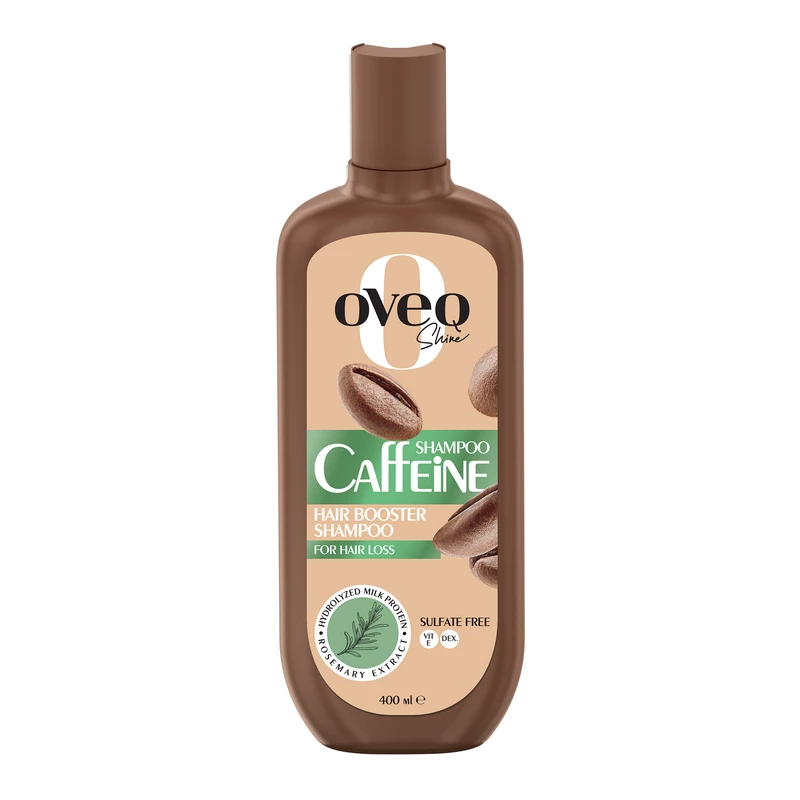 O
oveQ
Shine
SHAMPOO
CaffEiNE
HAIR BOOSTER
SHAMPOO
FOR HAIR LOSS
• HYDROLYZED MILK PROTEIN •
ROSEMARY EXTRACT
SULFATE FREE
VIT E
DEX.
400 Ml ℮